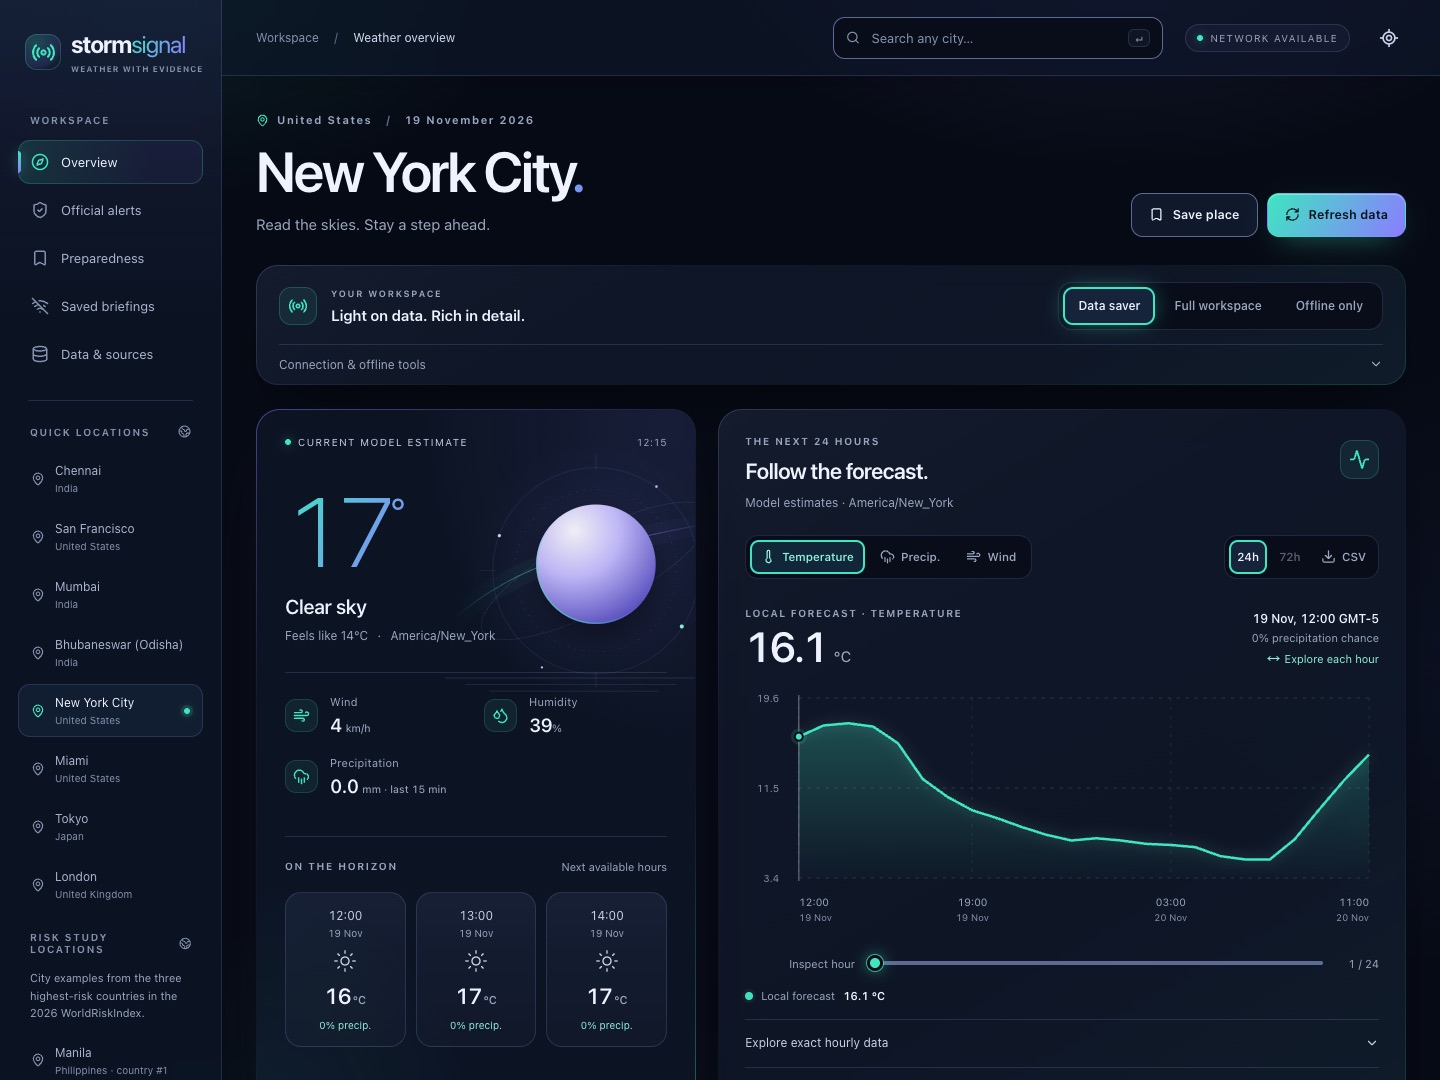 stormsignal
WEATHER WITH EVIDENCE
WORKSPACE
Overview
Official alerts
Preparedness
Saved briefings
Data & sources
QUICK LOCATIONS
Chennai
India
San Francisco
United States
Mumbai
India
Bhubaneswar (Odisha)
India
New York City
United States
Miami
United States
Tokyo
Japan
London
United Kingdom
RISK STUDY
LOCATIONS
City examples from the three
highest-risk countries in the
2026 WorldRiskIndex.
Manila
Philippines · country #1
Workspace / Weather overview
Search any city… ↵
NETWORK AVAILABLE
United States / 19 November 2026
New York City.
Read the skies. Stay a step ahead.
Save place
Refresh data
YOUR WORKSPACE
Light on data. Rich in detail.
Data saver Full workspace Offline only
Connection & offline tools
CURRENT MODEL ESTIMATE 12:15
17°
Clear sky
Feels like 14°C · America/New_York
Wind
4 km/h
Humidity
39%
Precipitation
0.0 mm · last 15 min
ON THE HORIZON Next available hours
12:00
19 Nov
16°C
0% precip.
13:00
19 Nov
17°C
0% precip.
14:00
19 Nov
17°C
0% precip.
THE NEXT 24 HOURS
Follow the forecast.
Model estimates · America/New_York
Temperature Precip. Wind
24h 72h CSV
LOCAL FORECAST · TEMPERATURE
16.1 °C
19 Nov, 12:00 GMT-5
0% precipitation chance
↔ Explore each hour
19.6
11.5
3.4
12:00 19:00 03:00 11:00
19 Nov 19 Nov 20 Nov 20 Nov
Inspect hour 1 / 24
Local forecast 16.1 °C
Explore exact hourly data